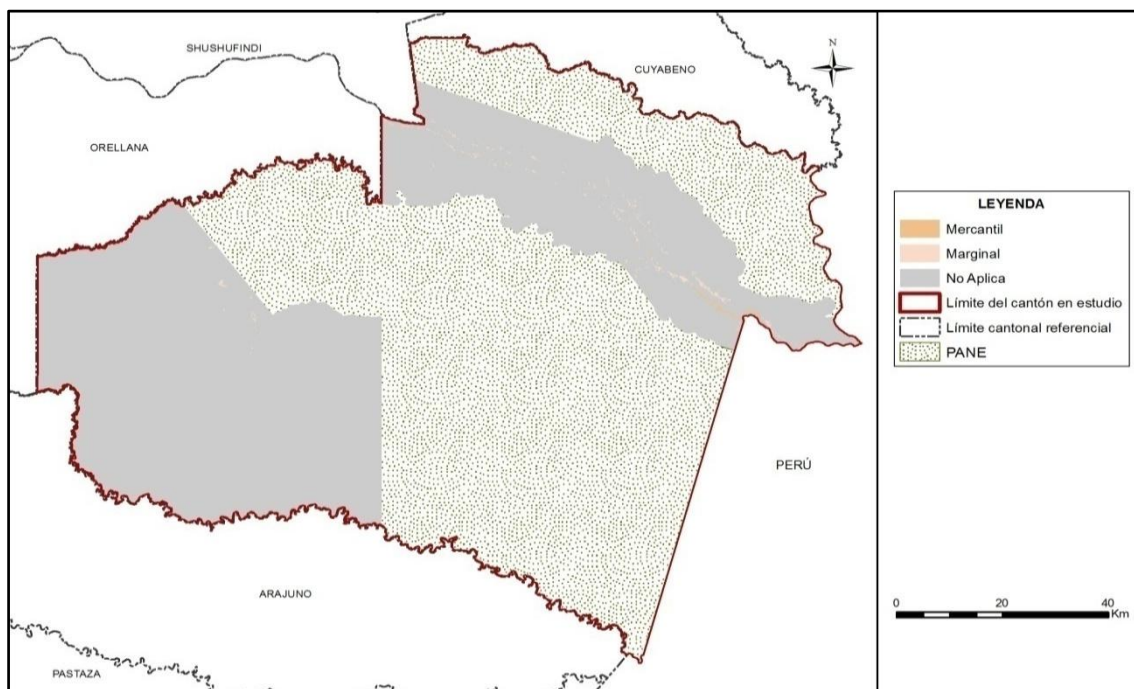 SHUSHUFINDI
CUYABENO
N
ORELLANA
PERÚ
ARAJUNO
PASTAZA
LEYENDA
Mercantil
Marginal
No Aplica
Límite del cantón en estudio
Límite cantonal referencial
PANE
0 20 40
Km